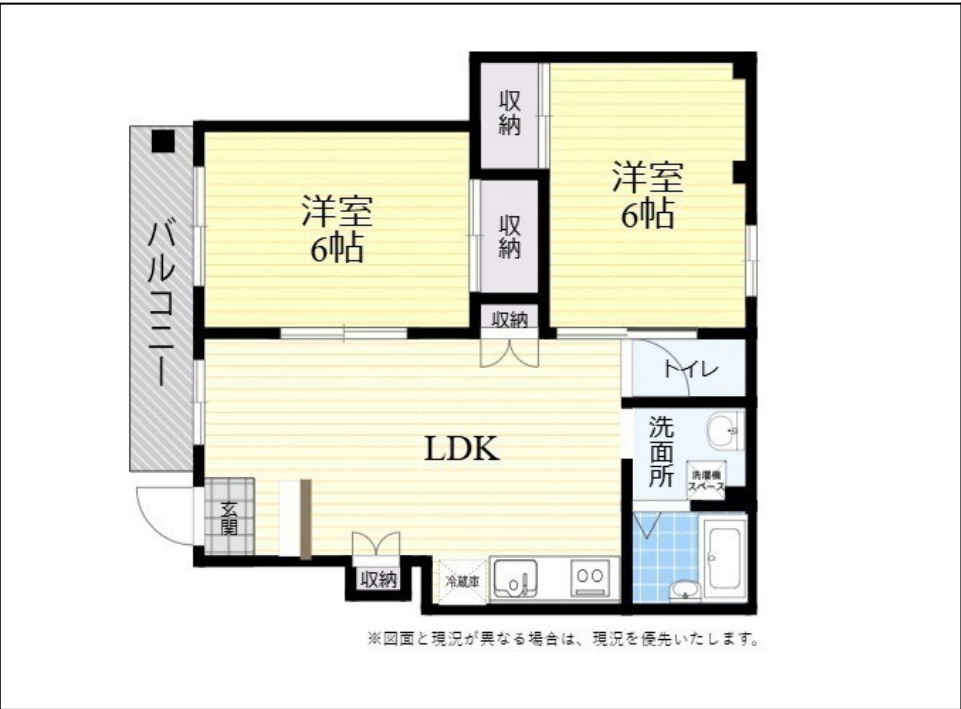 収納
洋室
6帖
洋室
6帖
収納
バルコニー
収納
トイレ
LDK
洗面所
洗濯機
スペース
玄関
収納
冷蔵庫
※図面と現況が異なる場合は、現況を優先いたします。